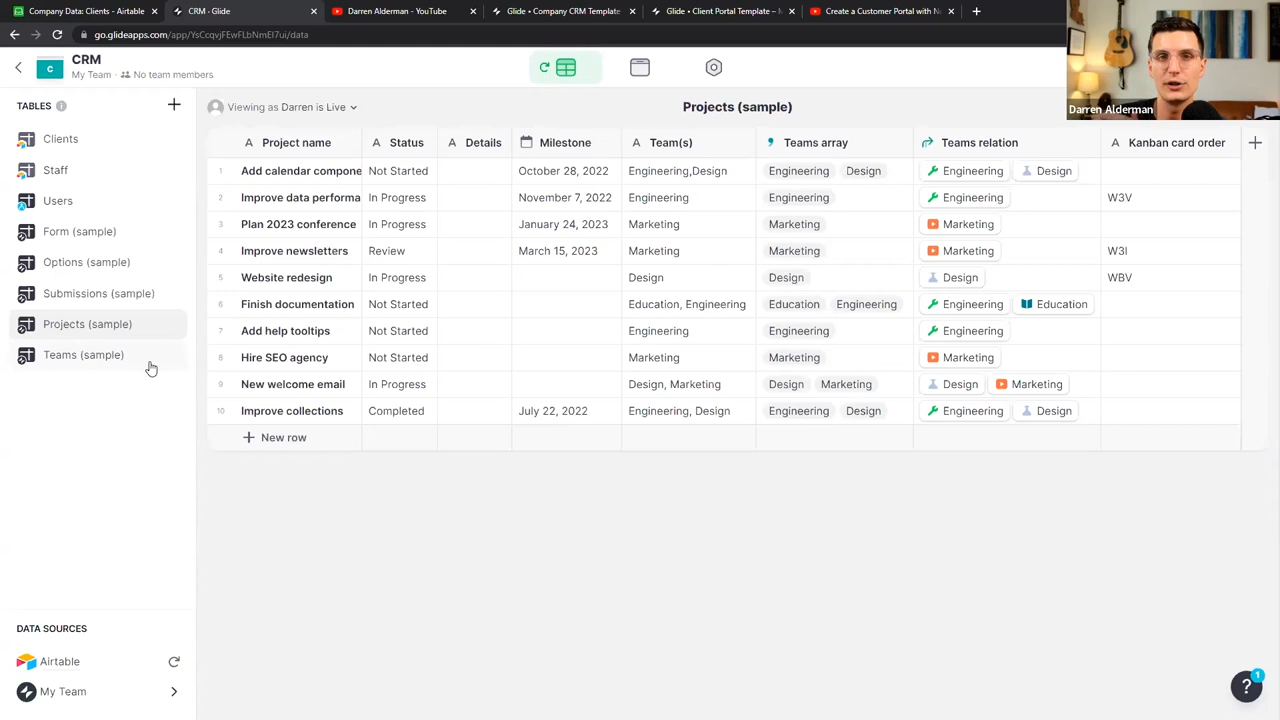 Company Data: Clients - Airtable
CRM - Glide
Darren Alderman - YouTube
Glide • Company CRM Template
Glide • Client Portal Template - 
Create a Customer Portal with N
go.glideapps.com/app/YsCcqvjFEwFLbNmEI7ui/data
C
CRM
My Team • No team members
Darren Alderman
TABLES
Clients
Staff
Users
Form (sample)
Options (sample)
Submissions (sample)
Projects (sample)
Teams (sample)
DATA SOURCES
Airtable
My Team
Viewing as Darren is Live
Projects (sample)
Project name Status Details Milestone Team(s) Teams array Teams relation Kanban card order
1 Add calendar compone Not Started October 28, 2022 Engineering,Design Engineering Design Engineering Design
2 Improve data performa In Progress November 7, 2022 Engineering Engineering Engineering W3V
3 Plan 2023 conference In Progress January 24, 2023 Marketing Marketing Marketing
4 Improve newsletters Review March 15, 2023 Marketing Marketing Marketing W3l
5 Website redesign In Progress Design Design Design WBV
6 Finish documentation Not Started Education, Engineering Education Engineering Engineering Education
7 Add help tooltips Not Started Engineering Engineering Engineering
8 Hire SEO agency Not Started Marketing Marketing Marketing
9 New welcome email In Progress Design, Marketing Design Marketing Design Marketing
10 Improve collections Completed July 22, 2022 Engineering, Design Engineering Design Engineering Design
New row
? 1